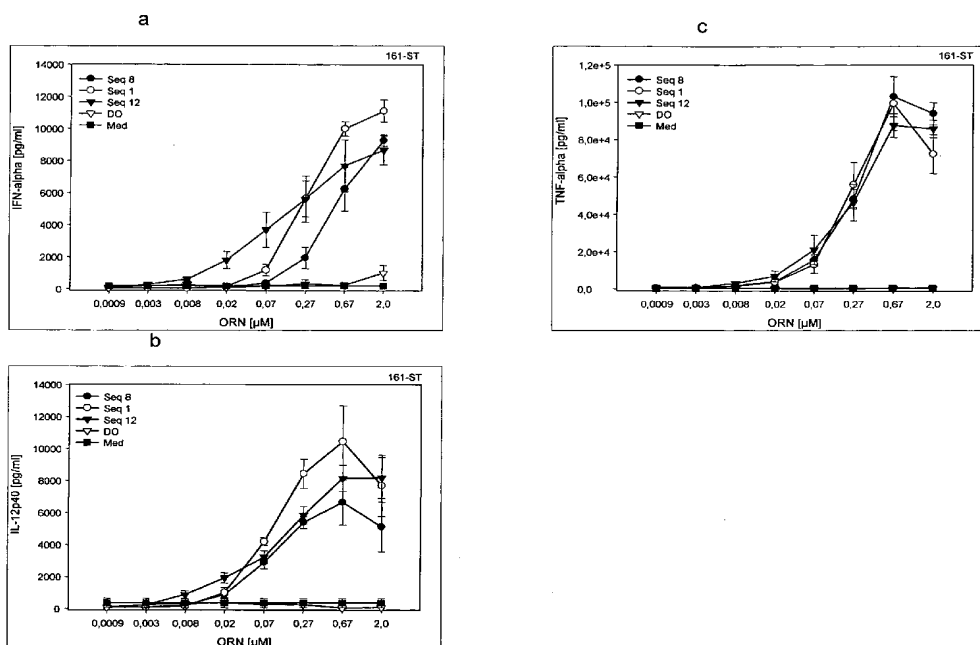 a
161-ST
14000
12000
10000
8000
6000
4000
2000
0
IFN-alpha [pg/ml]
Seq 8
Seq 1
Seq 12
DO
Med
0,0009 0,003 0,008 0,02 0,07 0,27 0,67 2,0
ORN [µM]
b
161-ST
14000
12000
10000
8000
6000
4000
2000
0
IL-12p40 [pg/ml]
Seq 8
Seq 1
Seq 12
DO
Med
0,0009 0,003 0,008 0,02 0,07 0,27 0,67 2,0
ORN [µM]
c
161-ST
1,2e+5
1,0e+5
8,0e+4
6,0e+4
4,0e+4
2,0e+4
0,0
TNF-alpha [pg/ml]
Seq 8
Seq 1
Seq 12
DO
Med
0,0009 0,003 0,008 0,02 0,07 0,27 0,67 2,0
ORN [µM]